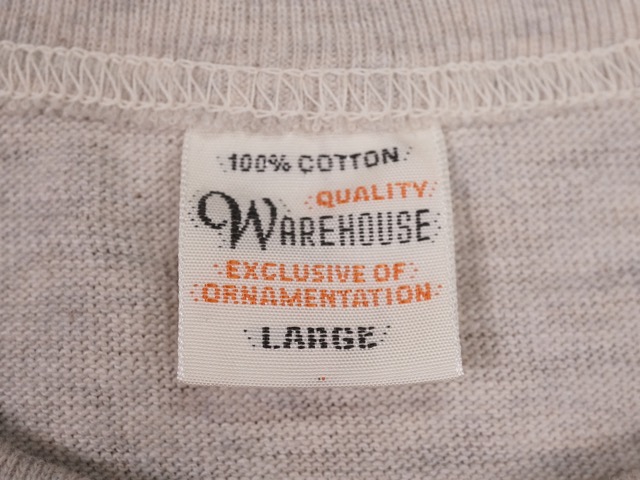 100% COTTON
QUALITY
WAREHOUSE
EXCLUSIVE OF
ORNAMENTATION
LARGE